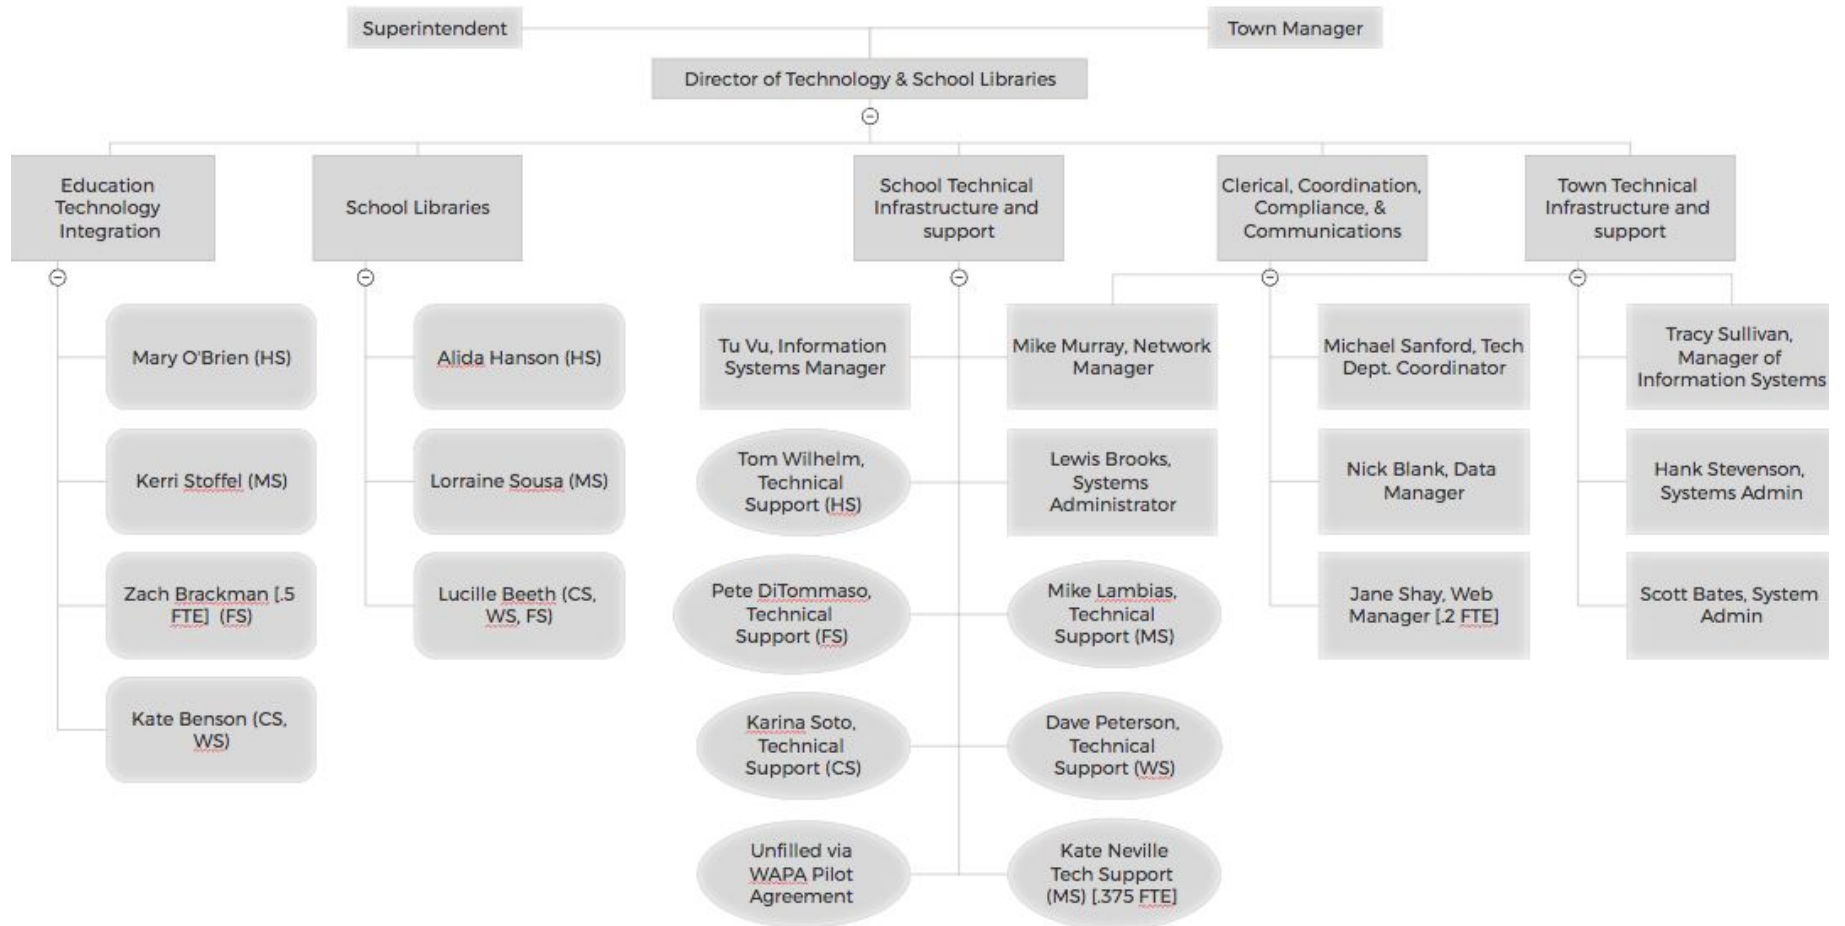 Superintendent
Town Manager
Director of Technology & School Libraries
Education
Technology
Integration
School Libraries
School Technical
Infrastructure and
support
Clerical, Coordination,
Compliance, &
Communications
Town Technical
Infrastructure and
support
Mary O'Brien (HS)
Kerri Stoffel (MS)
Zach Brackman [.5
FTE] (FS)
Kate Benson (CS,
WS)
Alida Hanson (HS)
Lorraine Sousa (MS)
Lucille Beeth (CS,
WS, FS)
Tu Vu, Information
Systems Manager
Mike Murray, Network
Manager
Tom Wilhelm,
Technical
Support (HS)
Lewis Brooks,
Systems
Administrator
Pete DiTommaso,
Technical
Support (FS)
Mike Lambias,
Technical
Support (MS)
Karina Soto,
Technical
Support (CS)
Dave Peterson,
Technical
Support (WS)
Unfilled via
WAPA Pilot
Agreement
Kate Neville
Tech Support
(MS) [.375 FTE]
Michael Sanford, Tech
Dept. Coordinator
Nick Blank, Data
Manager
Jane Shay, Web
Manager [.2 FTE]
Tracy Sullivan,
Manager of
Information Systems
Hank Stevenson,
Systems Admin
Scott Bates, System
Admin